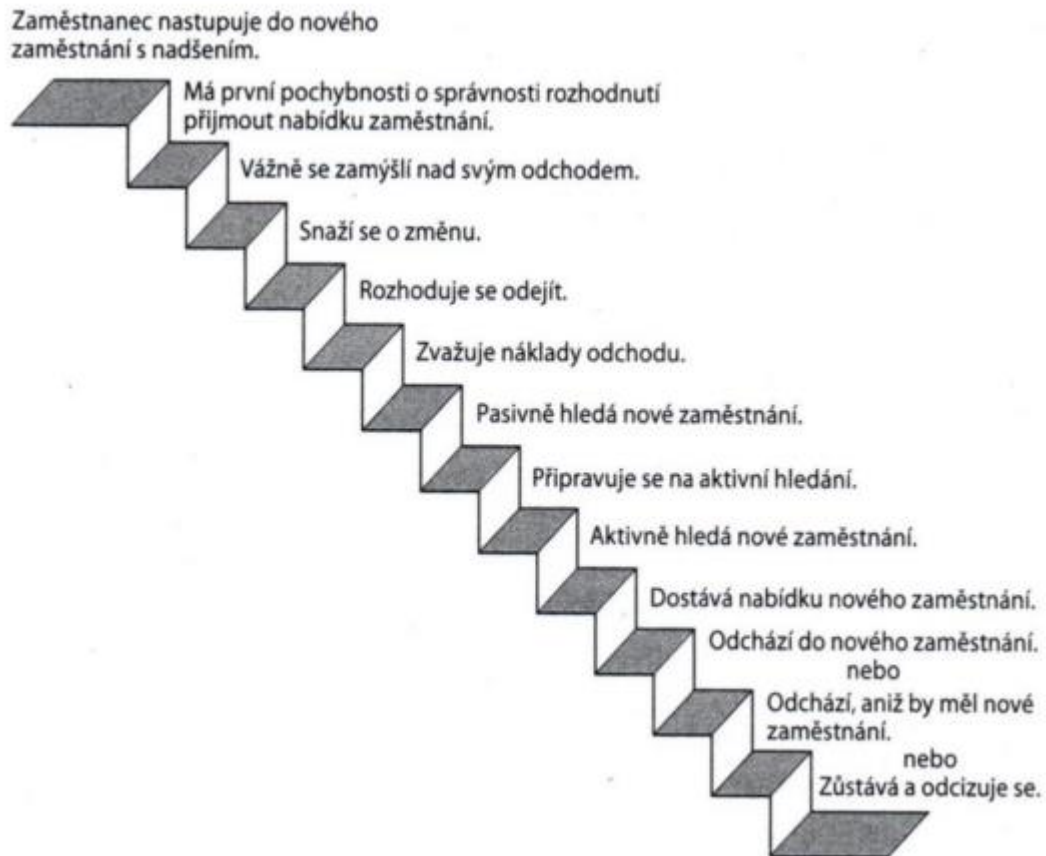 Zaměstnanec nastupuje do nového
zaměstnání s nadšením.
Má první pochybnosti o správnosti rozhodnutí
přijmout nabídku zaměstnání.
Vážně se zamýšlí nad svým odchodem.
Snaží se o změnu.
Rozhoduje se odejít.
Zvažuje náklady odchodu.
Pasivně hledá nové zaměstnání.
Připravuje se na aktivní hledání.
Aktivně hledá nové zaměstnání.
Dostává nabídku nového zaměstnání.
Odchází do nového zaměstnání.
nebo
Odchází, aniž by měl nové
zaměstnání.
nebo
Zůstává a odcizuje se.